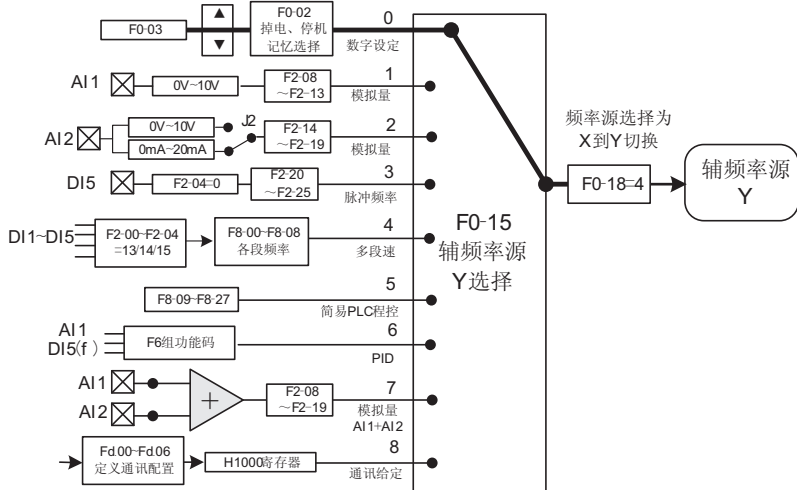 F0-03
▲
▼
F0-02
掉电、停机
记忆选择
0
数字设定
AI1
0V~10V
F2-08
～F2-13
1
模拟量
AI2
0V~10V
0mA~20mA
J2
F2-14
～F2-19
2
模拟量
DI5
F2-04=0
F2-20
～F2-25
3
脉冲频率
DI1~DI5
F2-00~F2-04
=13/14/15
F8-00~F8-08
各段频率
4
多段速
F8-09~F8-27
5
简易PLC程控
AI1
DI5(f )
F6组功能码
6
PID
AI1
AI2
+
F2-08
～F2-19
7
模拟量
AI1+AI2
Fd.00~Fd.06
定义通讯配置
H1000寄存器
8
通讯给定
F0-15
辅频率源
Y选择
频率源选择为
X到Y切换
F0-18=4
辅频率源
Y